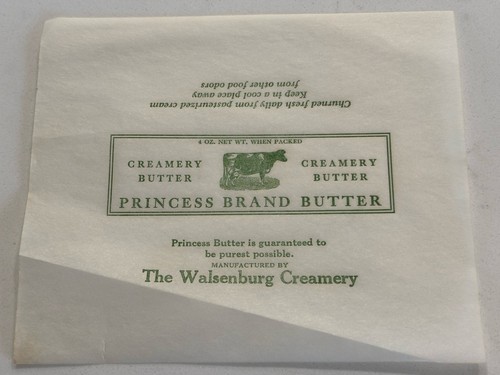 Churned fresh daily from pasteurized cream
Keep in a cool place away
from other food odors
4 OZ. NET WT. WHEN PACKED
CREAMERY BUTTER
CREAMERY BUTTER
PRINCESS BRAND BUTTER
Princess Butter is guaranteed to
be purest possible.
MANUFACTURED BY
The Walsenburg Creamery